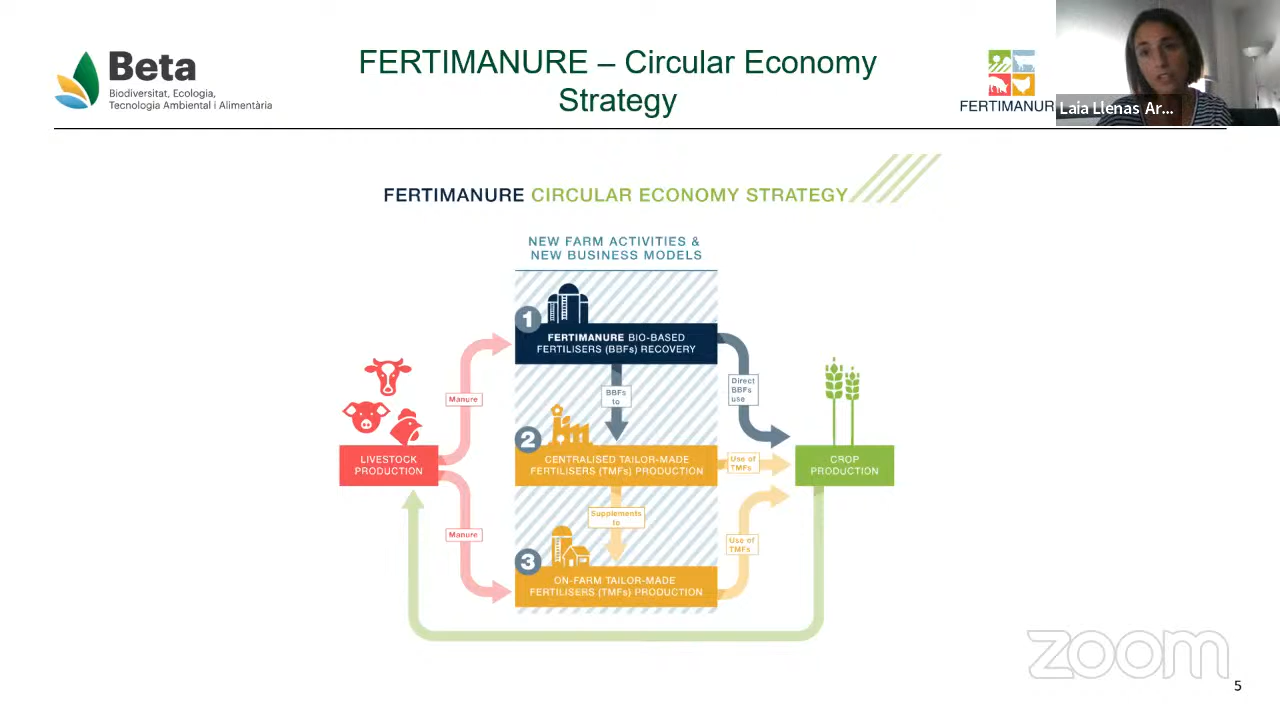 Beta
Biodiversitat, Ecologia,
Tecnologia Ambiental i Alimentària
FERTIMANURE – Circular Economy
Strategy
FERTIMANUR
Laia Llenas Ar...
FERTIMANURE CIRCULAR ECONOMY STRATEGY
NEW FARM ACTIVITIES &
NEW BUSINESS MODELS
1
FERTIMANURE BIO-BASED
FERTILISERS (BBFs) RECOVERY
Manure
BBFs
to
Direct
BBFs
use
2
LIVESTOCK
PRODUCTION
CENTRALISED TAILOR-MADE
FERTILISERS (TMFs) PRODUCTION
Use of
TMFs
CROP
PRODUCTION
Supplements
to
Manure
Use of
TMFs
3
ON-FARM TAILOR-MADE
FERTILISERS (TMFs) PRODUCTION
zoom
5